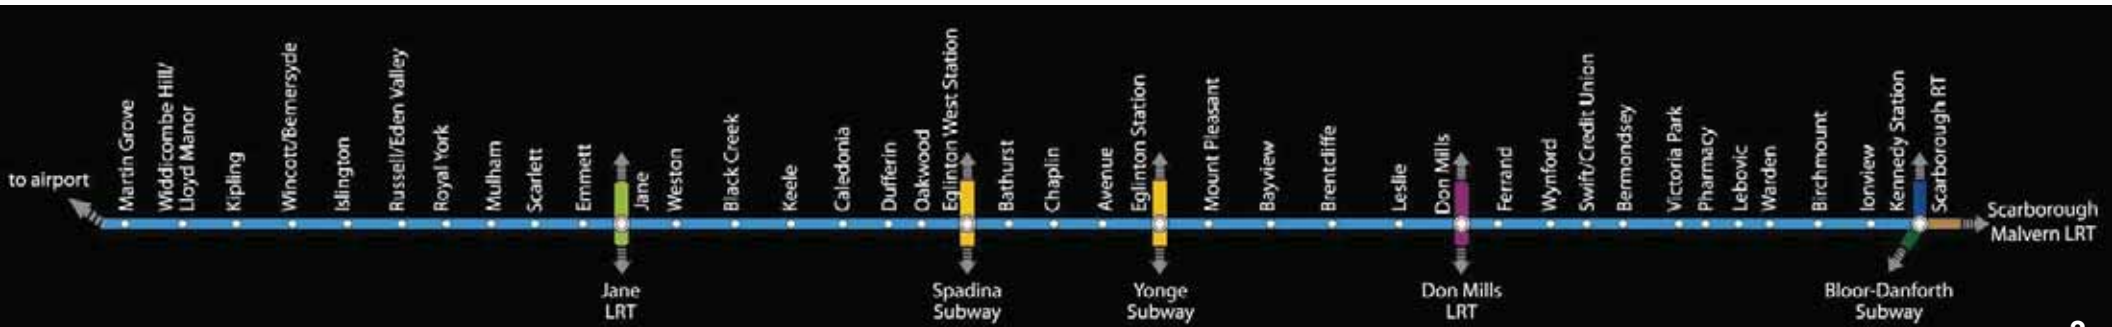 to airport
Martin Grove
Widdicombe Hill/
Lloyd Manor
Kipling
Wincott/Bemersyde
Islington
Russell/Eden Valley
Royal York
Mulham
Scarlett
Emmett
Jane
Weston
Black Creek
Keele
Caledonia
Dufferin
Oakwood
Eglinton West Station
Bathurst
Chaplin
Avenue
Eglinton Station
Mount Pleasant
Bayview
Brentcliffe
Leslie
Don Mills
Ferrand
Wynford
Swift/Credit Union
Bermondsey
Victoria Park
Pharmacy
Lebovic
Warden
Birchmount
Ionview
Kennedy Station
Scarborough RT
Scarborough
Malvern LRT
Jane
LRT
Spadina
Subway
Yonge
Subway
Don Mills
LRT
Bloor-Danforth
Subway